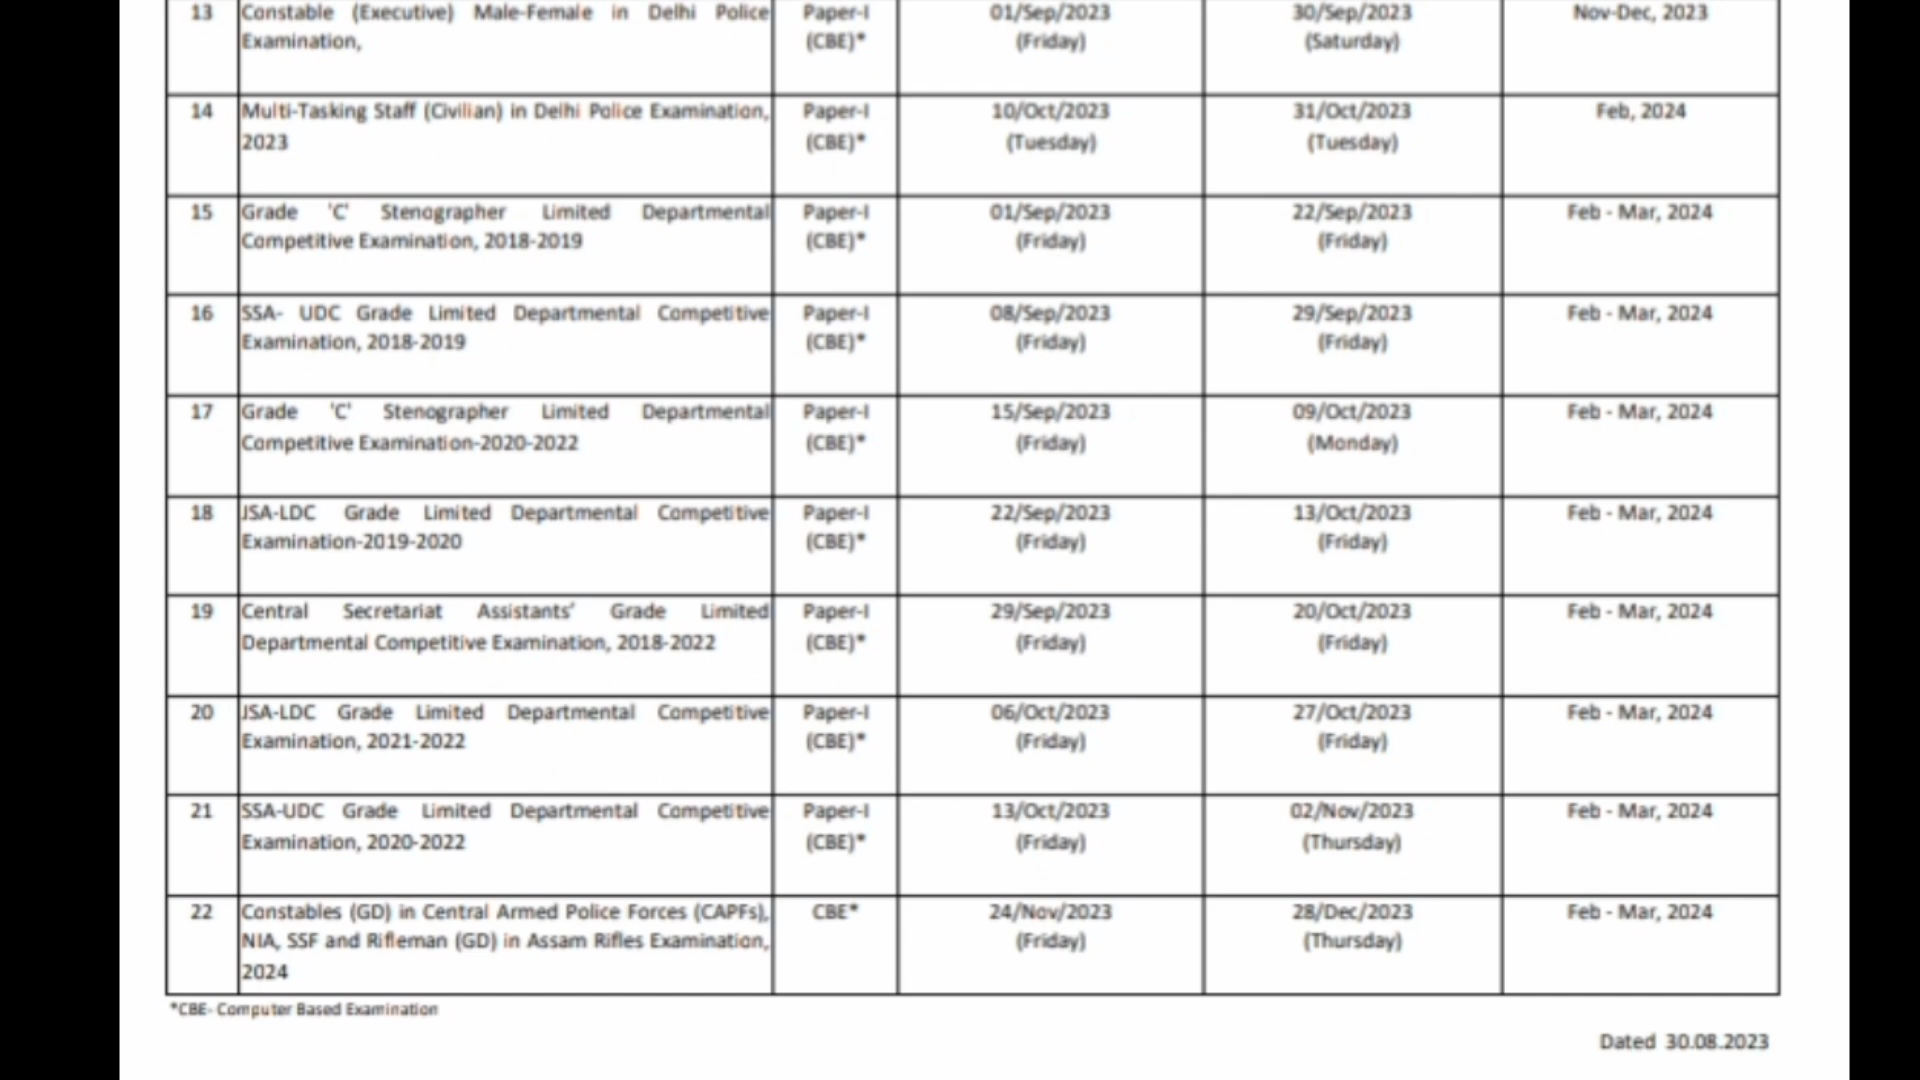 13 Constable (Executive) Male-Female in Delhi Police Paper-I 01/Sep/2023 30/Sep/2023 Nov-Dec, 2023
Examination, (CBE)* (Friday) (Saturday)
14 Multi-Tasking Staff (Civilian) in Delhi Police Examination, Paper-I 10/Oct/2023 31/Oct/2023 Feb, 2024
2023 (CBE)* (Tuesday) (Tuesday)
15 Grade 'C' Stenographer Limited Departmental Paper-I 01/Sep/2023 22/Sep/2023 Feb - Mar, 2024
Competitive Examination, 2018-2019 (CBE)* (Friday) (Friday)
16 SSA- UDC Grade Limited Departmental Competitive Paper-I 08/Sep/2023 29/Sep/2023 Feb - Mar, 2024
Examination, 2018-2019 (CBE)* (Friday) (Friday)
17 Grade 'C' Stenographer Limited Departmental Paper-I 15/Sep/2023 09/Oct/2023 Feb - Mar, 2024
Competitive Examination-2020-2022 (CBE)* (Friday) (Monday)
18 JSA-LDC Grade Limited Departmental Competitive Paper-I 22/Sep/2023 13/Oct/2023 Feb - Mar, 2024
Examination-2019-2020 (CBE)* (Friday) (Friday)
19 Central Secretariat Assistants' Grade Limited Paper-I 29/Sep/2023 20/Oct/2023 Feb - Mar, 2024
Departmental Competitive Examination, 2018-2022 (CBE)* (Friday) (Friday)
20 JSA-LDC Grade Limited Departmental Competitive Paper-I 06/Oct/2023 27/Oct/2023 Feb - Mar, 2024
Examination, 2021-2022 (CBE)* (Friday) (Friday)
21 SSA-UDC Grade Limited Departmental Competitive Paper-I 13/Oct/2023 02/Nov/2023 Feb - Mar, 2024
Examination, 2020-2022 (CBE)* (Friday) (Thursday)
22 Constables (GD) in Central Armed Police Forces (CAPFs), CBE* 24/Nov/2023 28/Dec/2023 Feb - Mar, 2024
NIA, SSF and Rifleman (GD) in Assam Rifles Examination, (Friday) (Thursday)
2024
*CBE- Computer Based Examination
Dated 30.08.2023